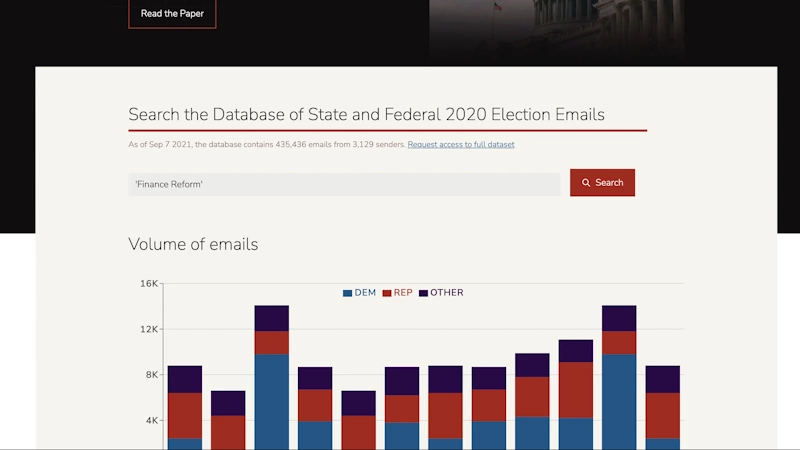 Read the Paper
Search the Database of State and Federal 2020 Election Emails
As of Sep 7 2021, the database contains 435,436 emails from 3,129 senders. Request access to full dataset
'Finance Reform'
Search
Volume of emails
16K
DEM REP OTHER
12K
8K
4K